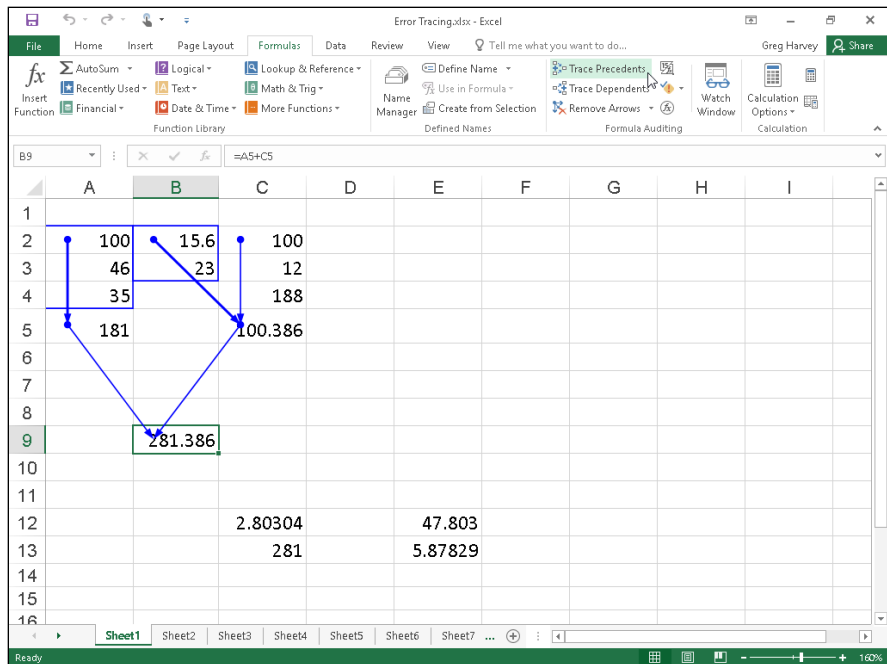 Error Tracing.xlsx - Excel
File Home Insert Page Layout Formulas Data Review View Tell me what you want to do... Greg Harvey Share
fx Insert Function
AutoSum
Recently Used
Financial
Logical
Text
Date & Time
Lookup & Reference
Math & Trig
More Functions
Function Library
Name Manager
Define Name
Use in Formula
Create from Selection
Defined Names
Trace Precedents
Trace Dependents
Remove Arrows
Formula Auditing
Watch Window
Calculation Options
Calculation
B9 fx =A5+C5
A B C D E F G H I
1
2 100 15.6 100
3 46 23 12
4 35 188
5 181 100.386
6
7
8
9 281.386
10
11
12 2.80304 47.803
13 281 5.87829
14
15
16
Sheet1 Sheet2 Sheet3 Sheet4 Sheet5 Sheet6 Sheet7 ...
Ready 160%